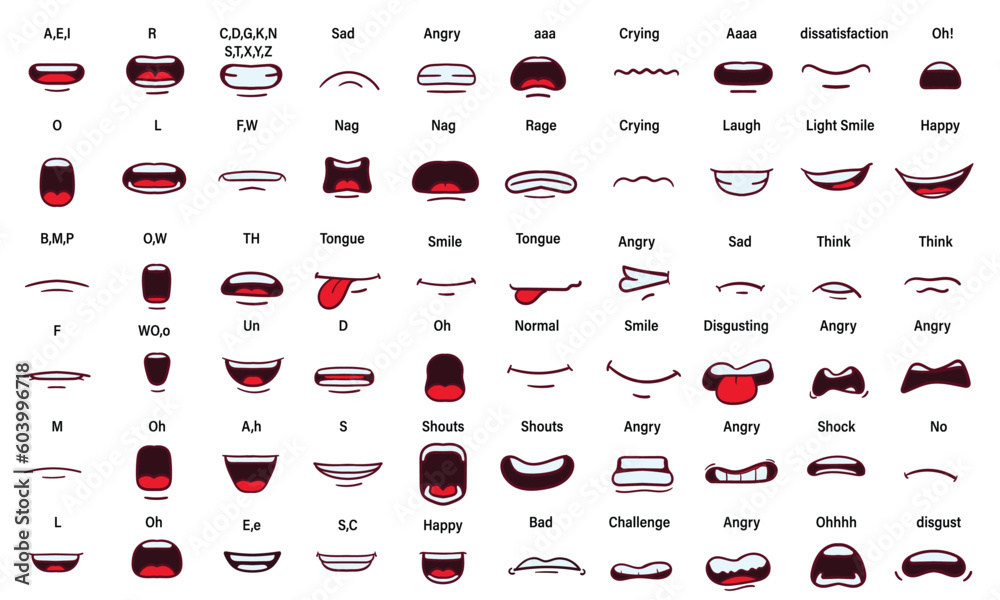 A,E,I R C,D,G,K,N Sad Angry aaa Crying Aaaa dissatisfaction Oh!
S,T,X,Y,Z
O L F,W Nag Nag Rage Crying Laugh Light Smile Happy
B,M,P O,W TH Tongue Smile Tongue Angry Sad Think Think
F WO,o Un D Oh Normal Smile Disgusting Angry Angry
M Oh A,h S Shouts Shouts Angry Angry Shock No
L Oh E,e S,C Happy Bad Challenge Angry Ohhhh disgust
Adobe Stock | #603996718